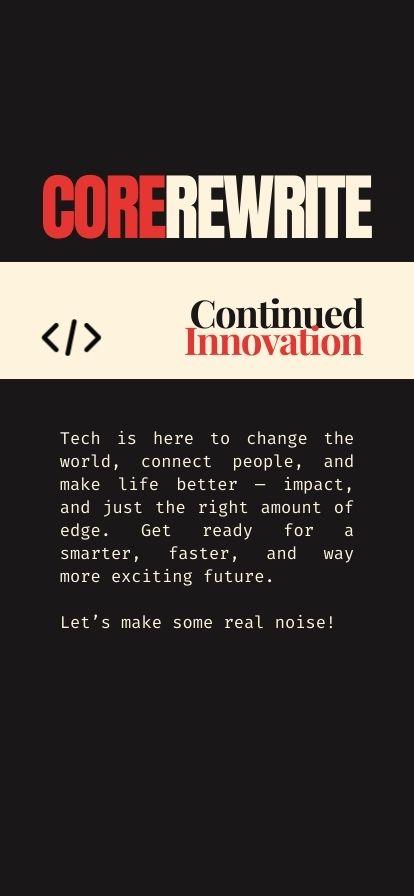 COREREWRITE
</>
Continued
Innovation
Tech is here to change the
world, connect people, and
make life better — impact,
and just the right amount of
edge. Get ready for a
smarter, faster, and way
more exciting future.
Let’s make some real noise!